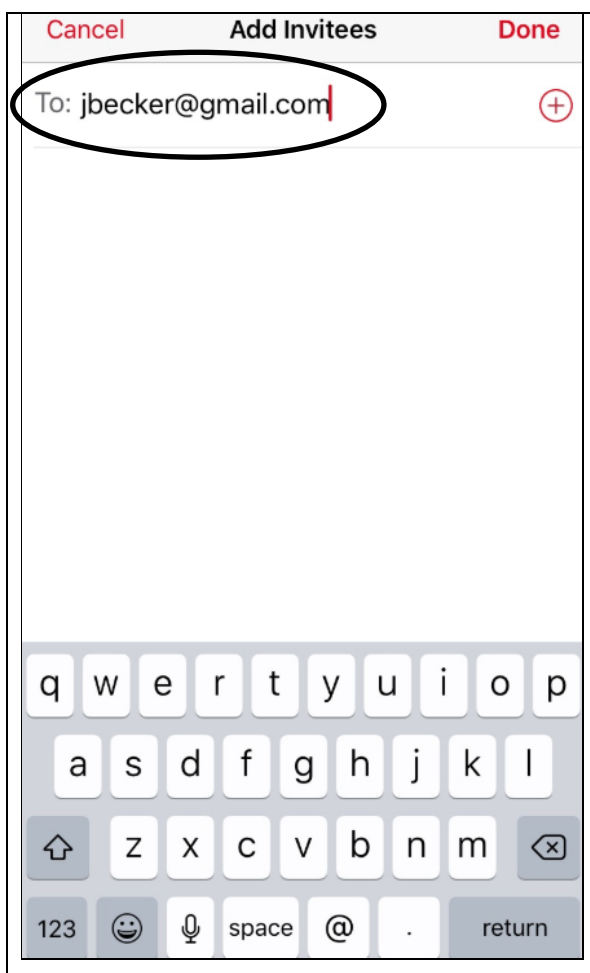 Cancel Add Invitees Done
To: jbecker@gmail.com
q w e r t y u i o p
a s d f g h j k l
z x c v b n m
123 space @ . return